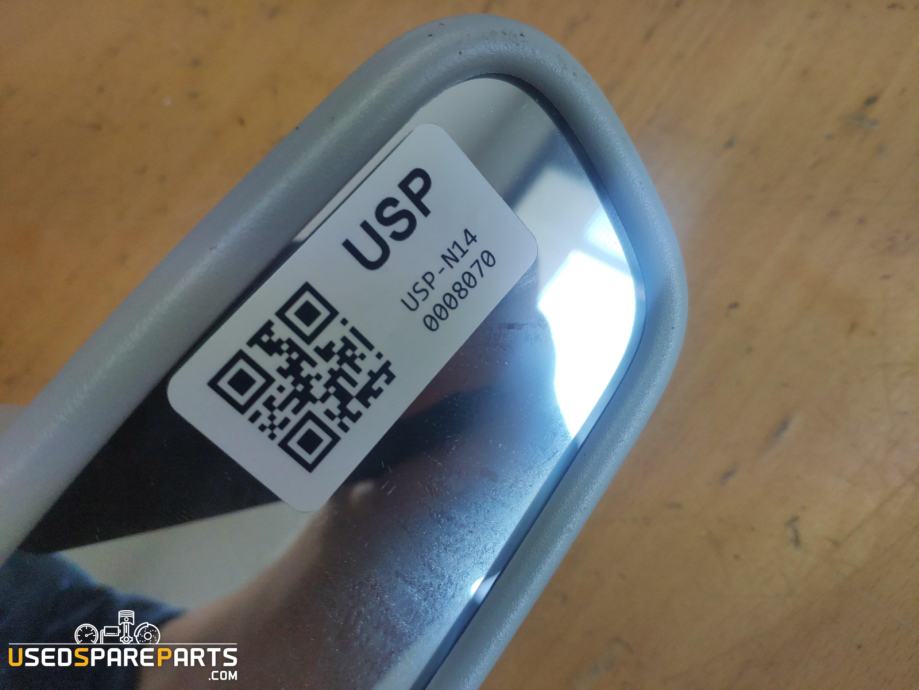 USP
USP-N14
0008070
USEDSPAREPARTS
.COM